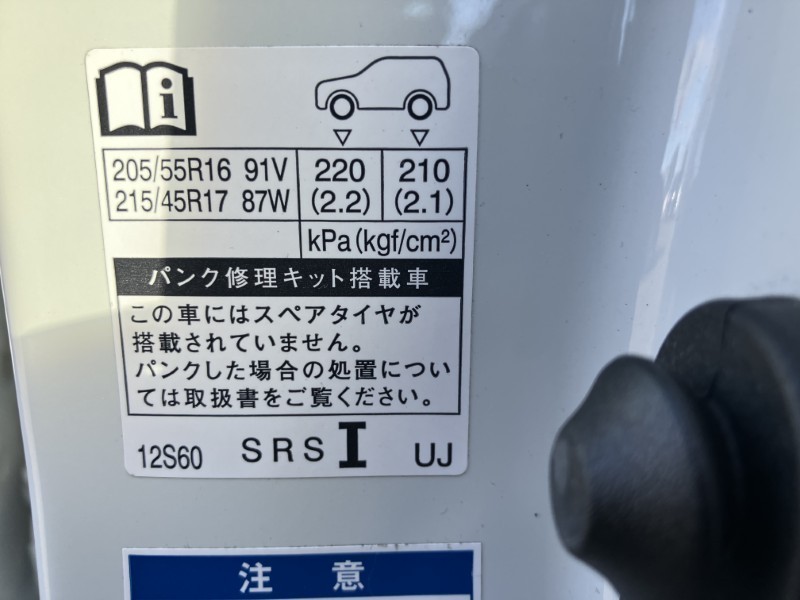 i
205/55R16 91V 220 210
215/45R17 87W (2.2) (2.1)
kPa(kgf/cm²)
パンク修理キット搭載車
この車にはスペアタイヤが
搭載されていません。
パンクした場合の処置につい
ては取扱書をご覧ください。
12S60 SRS I UJ
注 意